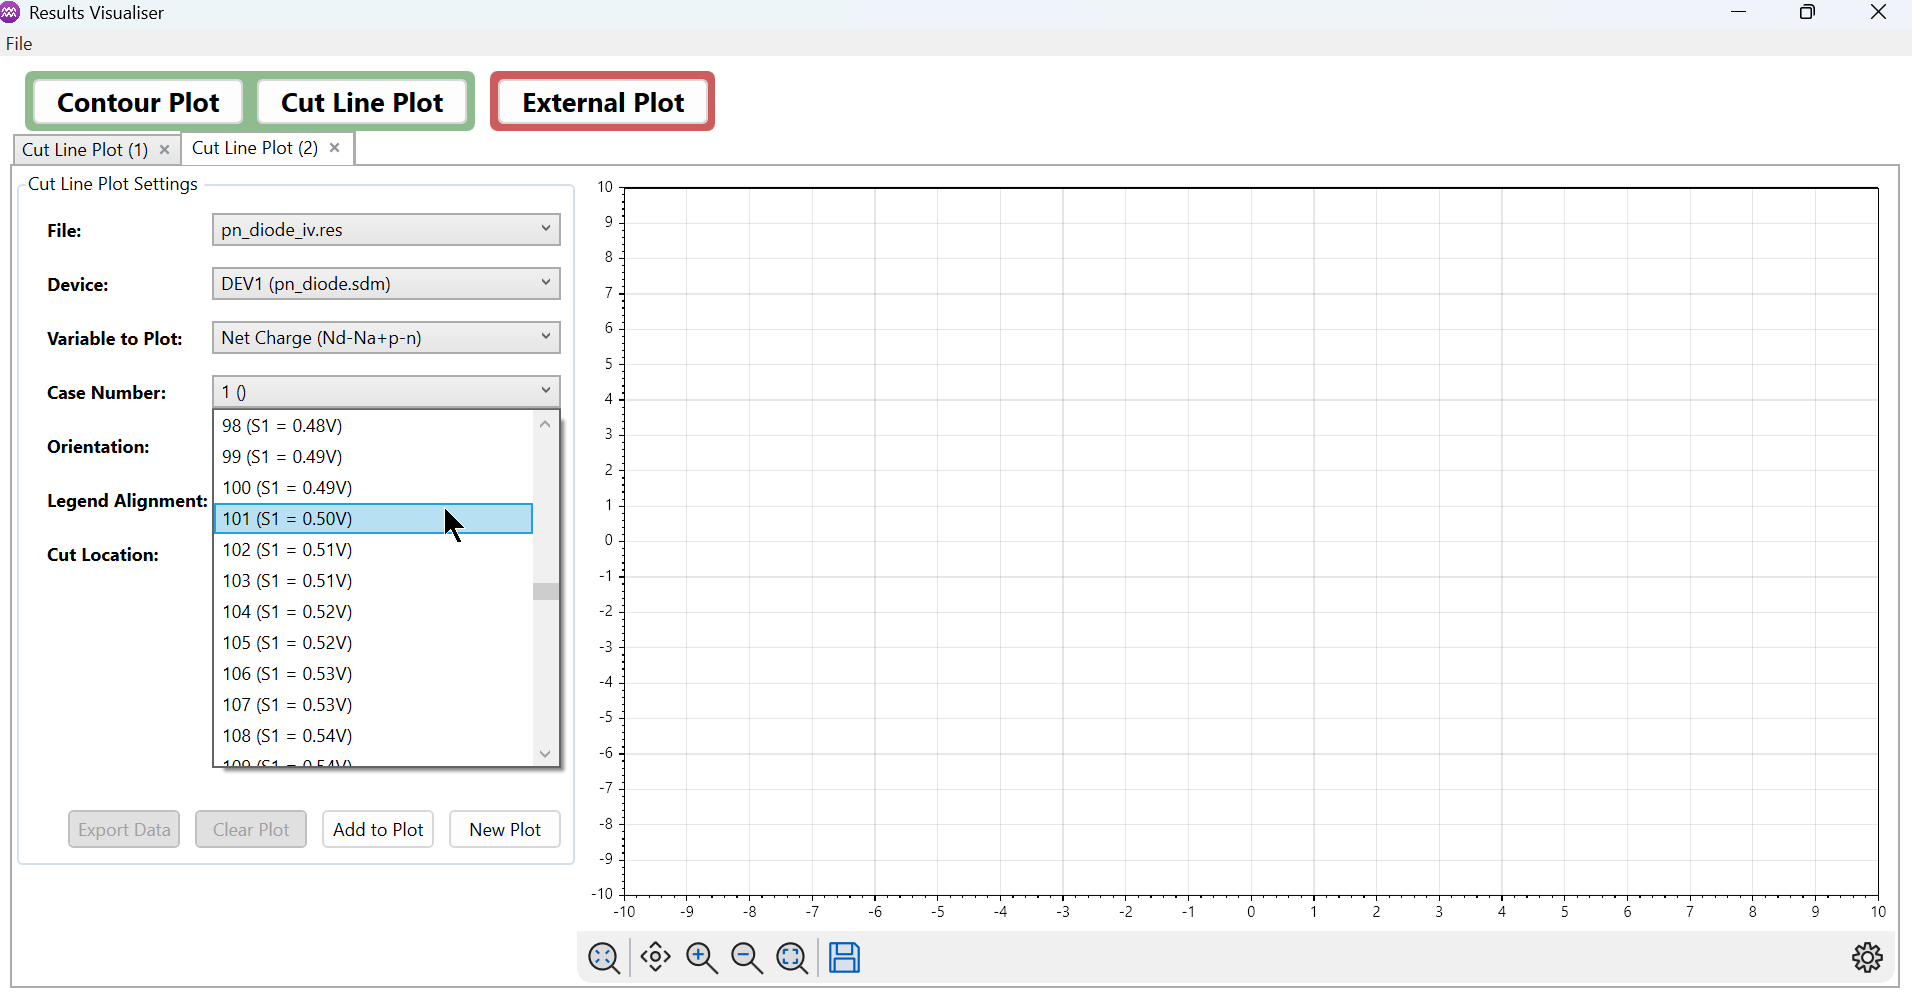 Results Visualiser
File
Contour Plot
Cut Line Plot
External Plot
Cut Line Plot (1)
Cut Line Plot (2)
Cut Line Plot Settings
File:
pn_diode_iv.res
Device:
DEV1 (pn_diode.sdm)
Variable to Plot:
Net Charge (Nd-Na+p-n)
Case Number:
1 ()
98 (S1 = 0.48V)
99 (S1 = 0.49V)
100 (S1 = 0.49V)
101 (S1 = 0.50V)
102 (S1 = 0.51V)
103 (S1 = 0.51V)
104 (S1 = 0.52V)
105 (S1 = 0.52V)
106 (S1 = 0.53V)
107 (S1 = 0.53V)
108 (S1 = 0.54V)
109 (S1 = 0.54V)
Orientation:
Legend Alignment:
Cut Location:
Export Data
Clear Plot
Add to Plot
New Plot
10
9
8
7
6
5
4
3
2
1
0
-1
-2
-3
-4
-5
-6
-7
-8
-9
-10
-10 -9 -8 -7 -6 -5 -4 -3 -2 -1 0 1 2 3 4 5 6 7 8 9 10